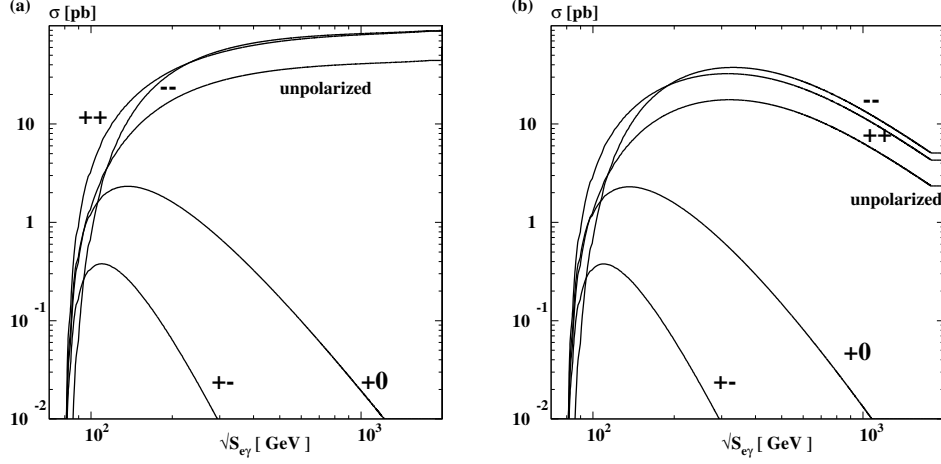 (a)
σ [pb]
10
1
10^-1
10^-2
10^2
10^3
√S_eγ [ GeV ]
++
--
unpolarized
+-
+0
(b)
σ [pb]
10
1
10^-1
10^-2
10^2
10^3
√S_eγ [ GeV ]
--
++
unpolarized
+0
+-